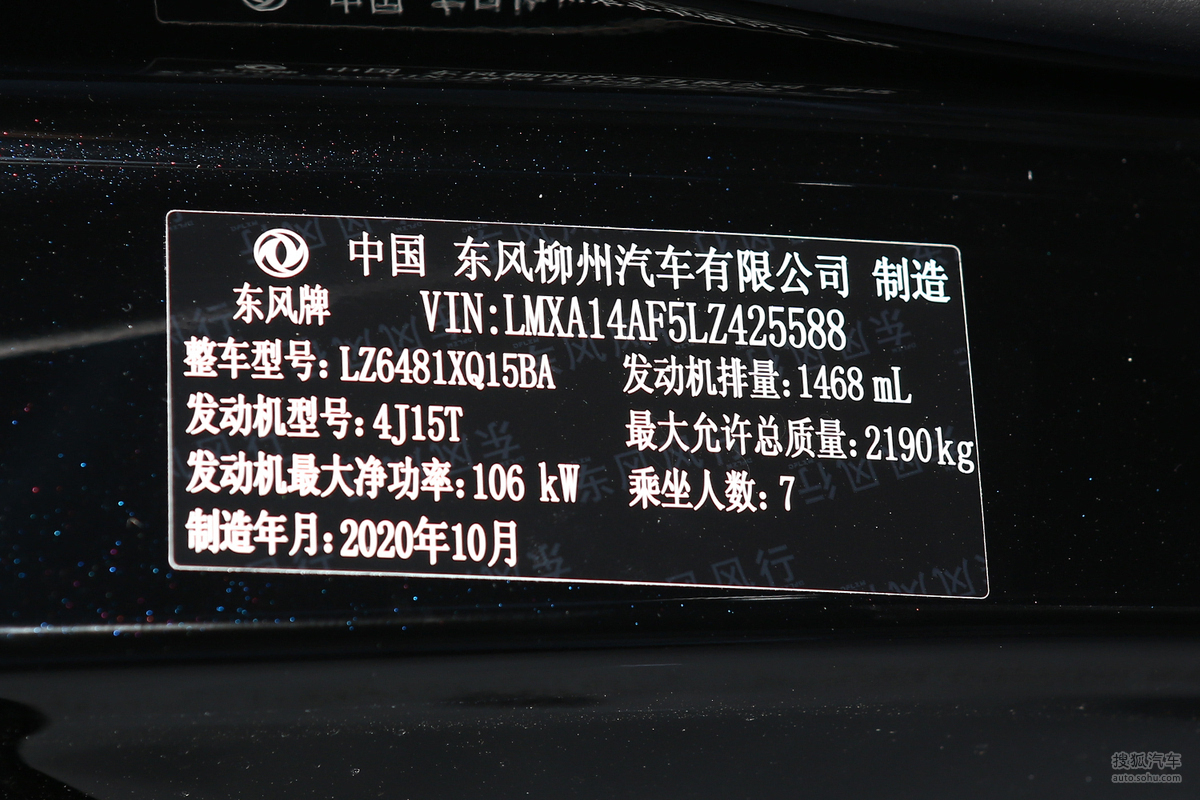 中国 东风柳州汽车有限公司 制造
东风牌 VIN:LMXA14AF5LZ425588
整车型号:LZ6481XQ15BA 发动机排量:1468 mL
发动机型号:4J15T 最大允许总质量:2190kg
发动机最大净功率:106 kW 乘坐人数:7
制造年月:2020年10月
搜狐汽车
auto.sohu.com